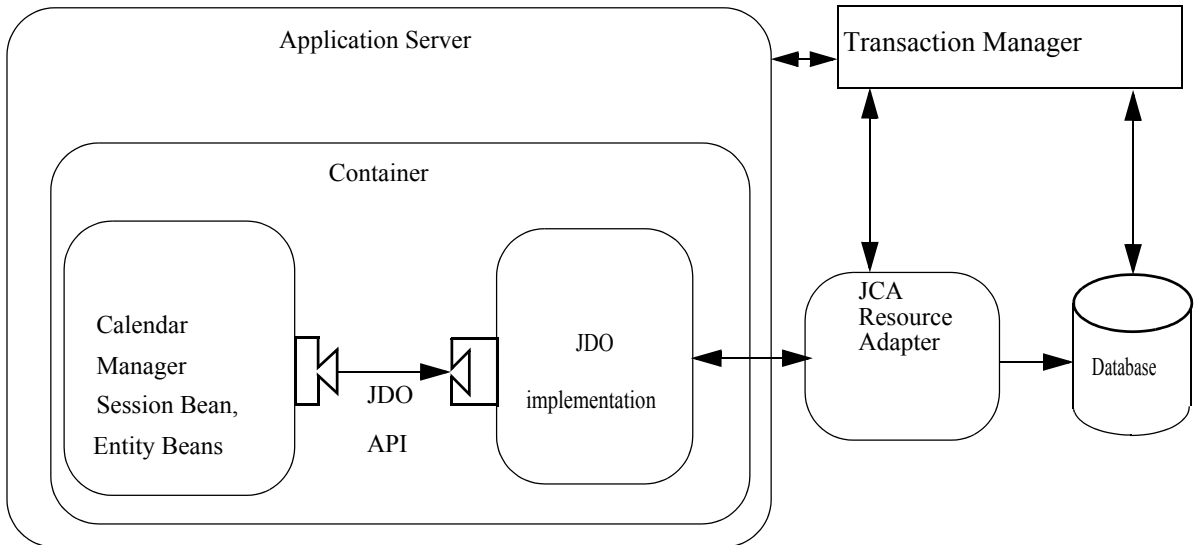 Application Server
Transaction Manager
Container
Calendar
Manager
Session Bean,
Entity Beans
JDO
API
JDO
implementation
JCA
Resource
Adapter
Database